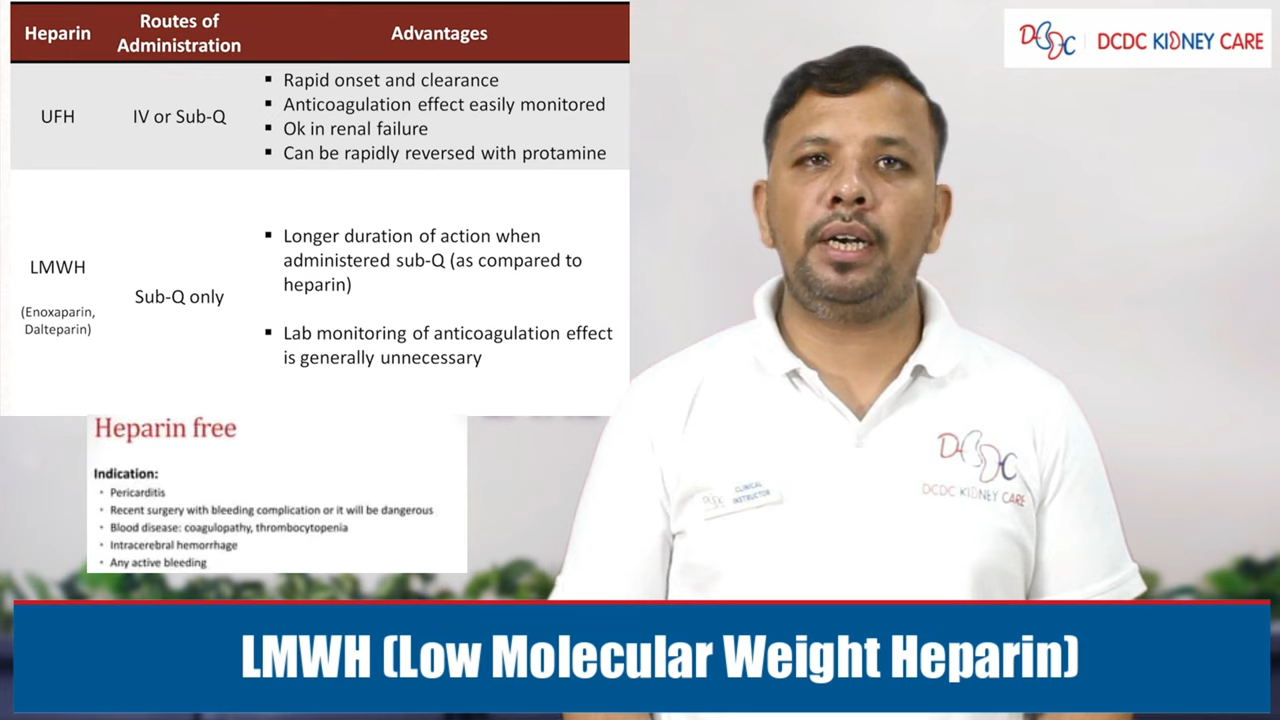 Heparin
Routes of
Administration
Advantages
UFH
IV or Sub-Q
▪ Rapid onset and clearance
▪ Anticoagulation effect easily monitored
▪ Ok in renal failure
▪ Can be rapidly reversed with protamine
LMWH
(Enoxaparin,
Dalteparin)
Sub-Q only
▪ Longer duration of action when
administered sub-Q (as compared to
heparin)
▪ Lab monitoring of anticoagulation effect
is generally unnecessary
DCDC DCDC KIDNEY CARE
Heparin free
Indication:
• Pericarditis
• Recent surgery with bleeding complication or it will be dangerous
• Blood disease: coagulopathy, thrombocytopenia
• Intracerebral hemorrhage
• Any active bleeding
DCDC
DCDC KIDNEY CARE
CLINICAL
INSTRUCTOR
LMWH (Low Molecular Weight Heparin)